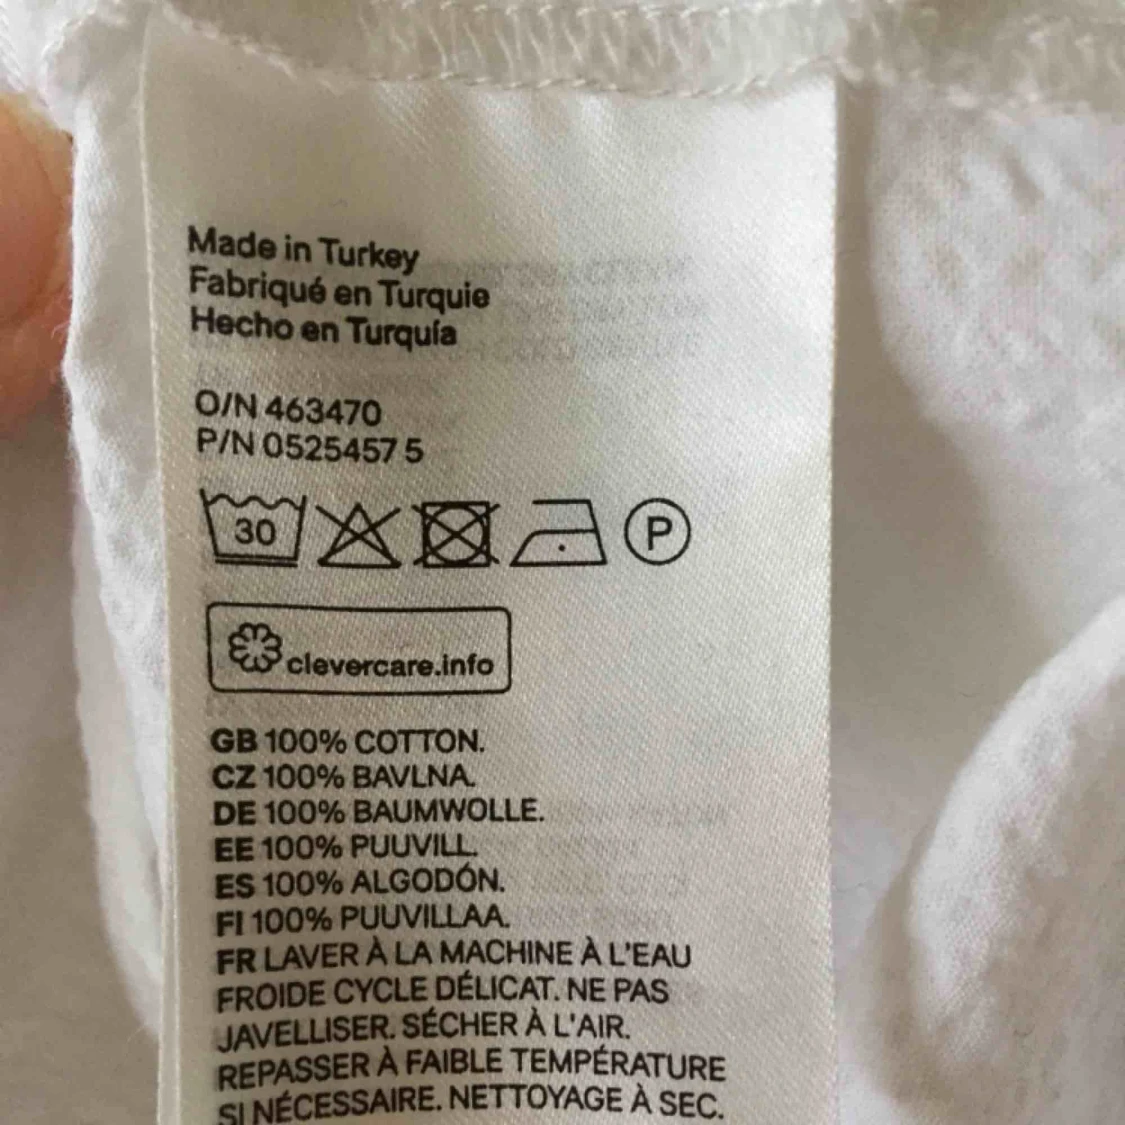 Made in Turkey
Fabriqué en Turquie
Hecho en Turquía
O/N 463470
P/N 0525457 5
30 P
clevercare.info
GB 100% COTTON.
CZ 100% BAVLNA.
DE 100% BAUMWOLLE.
EE 100% PUUVILL.
ES 100% ALGODÓN.
FI 100% PUUVILLAA.
FR LAVER À LA MACHINE À L'EAU
FROIDE CYCLE DÉLICAT. NE PAS
JAVELLISER. SÉCHER À L'AIR.
REPASSER À FAIBLE TEMPÉRATURE
SI NÉCESSAIRE. NETTOYAGE À SEC.